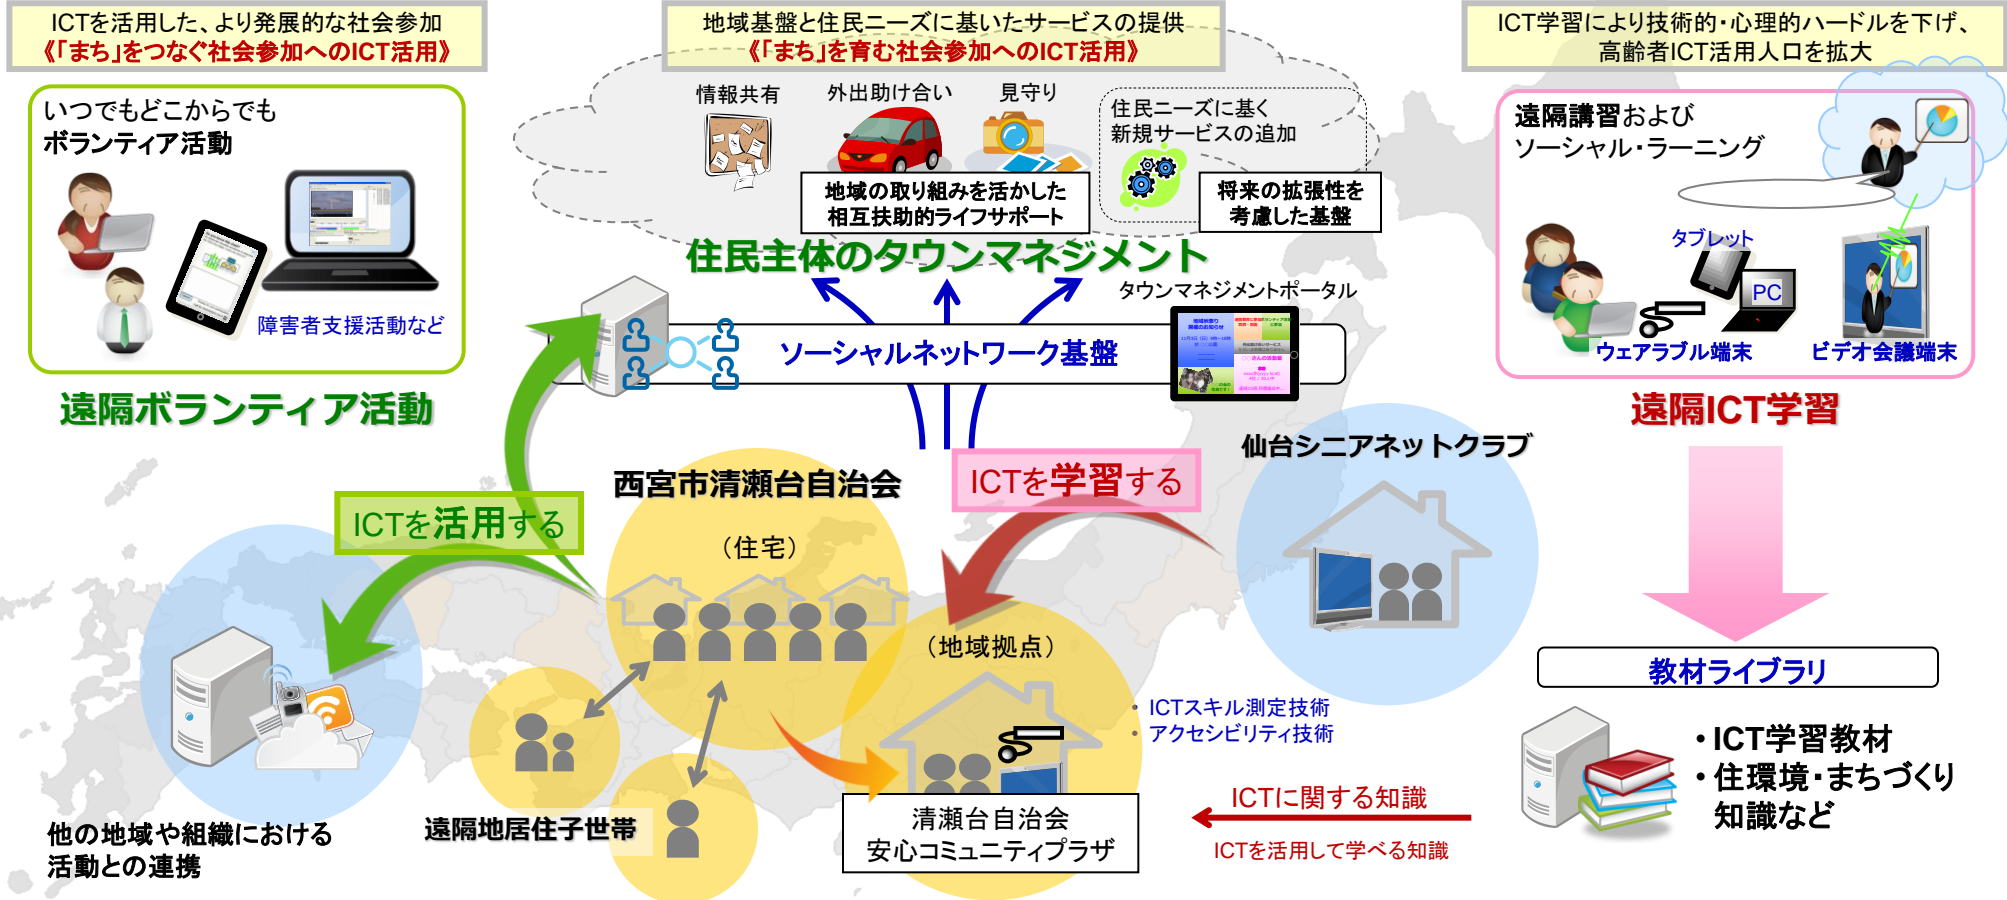 ICTを活用した、より発展的な社会参加
《「まち」をつなぐ社会参加へのICT活用》
いつでもどこからでも
ボランティア活動
障害者支援活動など
遠隔ボランティア活動
地域基盤と住民ニーズに基いたサービスの提供
《「まち」を育む社会参加へのICT活用》
情報共有
外出助け合い
見守り
住民ニーズに基く
新規サービスの追加
地域の取り組みを活かした
相互扶助的ライフサポート
将来の拡張性を
考慮した基盤
住民主体のタウンマネジメント
タウンマネジメントポータル
ソーシャルネットワーク基盤
ICT学習により技術的・心理的ハードルを下げ、
高齢者ICT活用人口を拡大
遠隔講習および
ソーシャル・ラーニング
タブレット
PC
ウェアラブル端末
ビデオ会議端末
遠隔ICT学習
ICTを活用する
西宮市清瀬台自治会
（住宅）
ICTを学習する
仙台シニアネットクラブ
（地域拠点）
・ICTスキル測定技術
・アクセシビリティ技術
教材ライブラリ
・ICT学習教材
・住環境・まちづくり
知識など
ICTに関する知識
ICTを活用して学べる知識
清瀬台自治会
安心コミュニティプラザ
遠隔地居住子世帯
他の地域や組織における
活動との連携